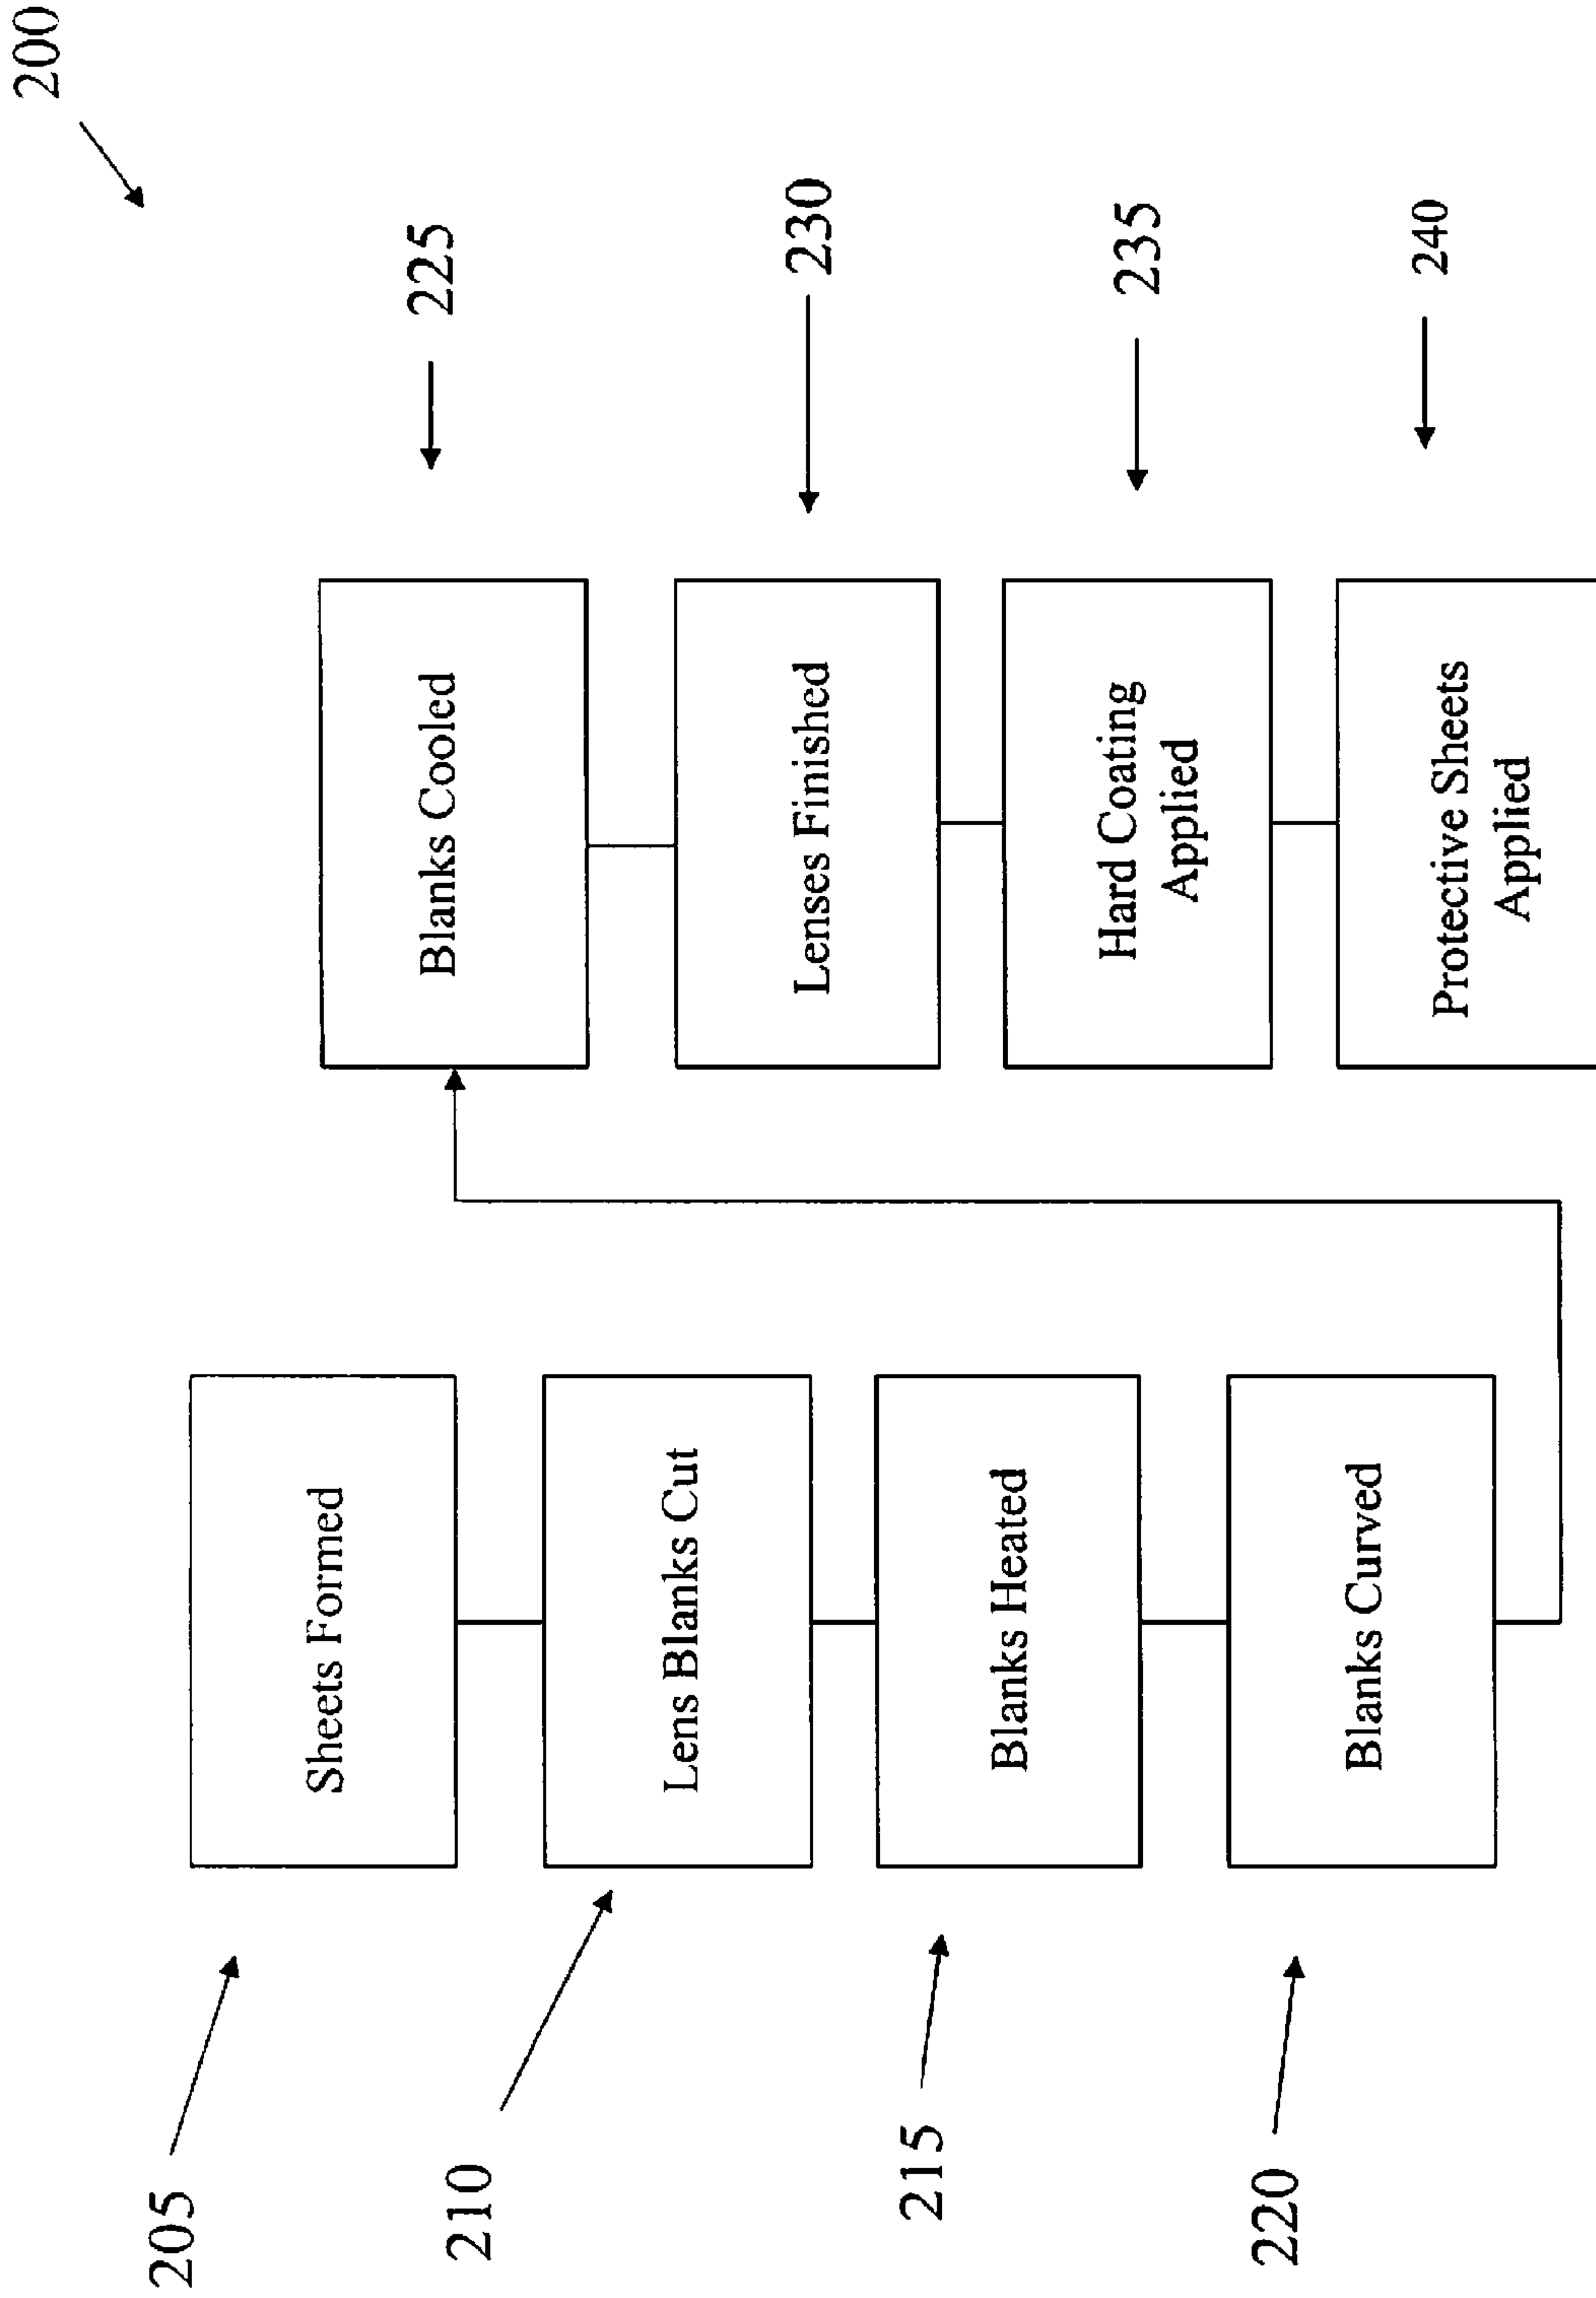 200
205
Sheets Formed
210
Lens Blanks Cut
215
Blanks Heated
220
Blanks Curved
Blanks Cooled
225
Lenses Finished
230
Hard Coating
Applied
235
Protective Sheets
Applied
240